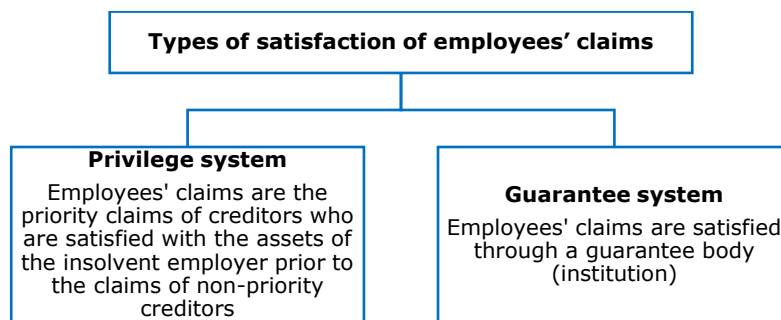 Types of satisfaction of employees’ claims
Privilege system
Employees' claims are the
priority claims of creditors who
are satisfied with the assets of
the insolvent employer prior to
the claims of non-priority
creditors
Guarantee system
Employees' claims are satisfied
through a guarantee body
(institution)